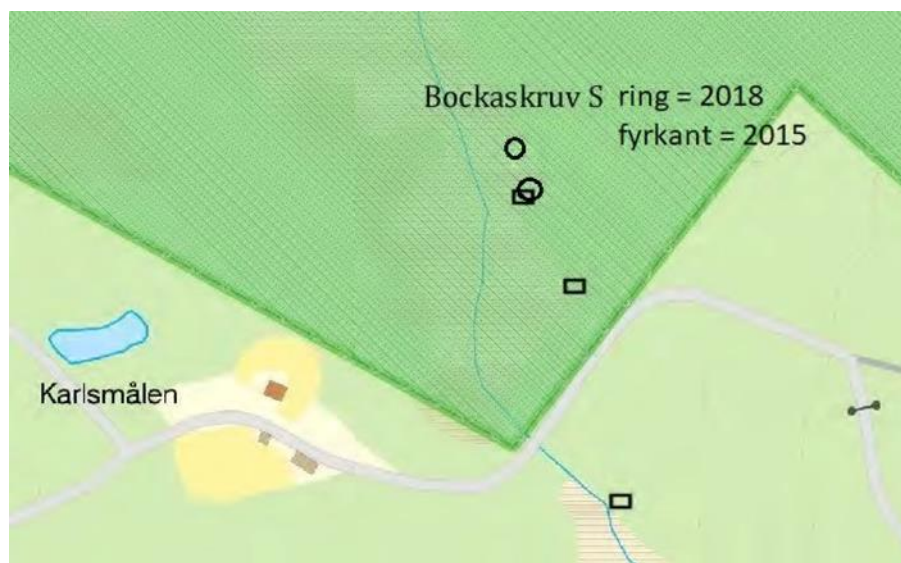 Bockaskruv S ring = 2018
fyrkant = 2015
Karlsmålen